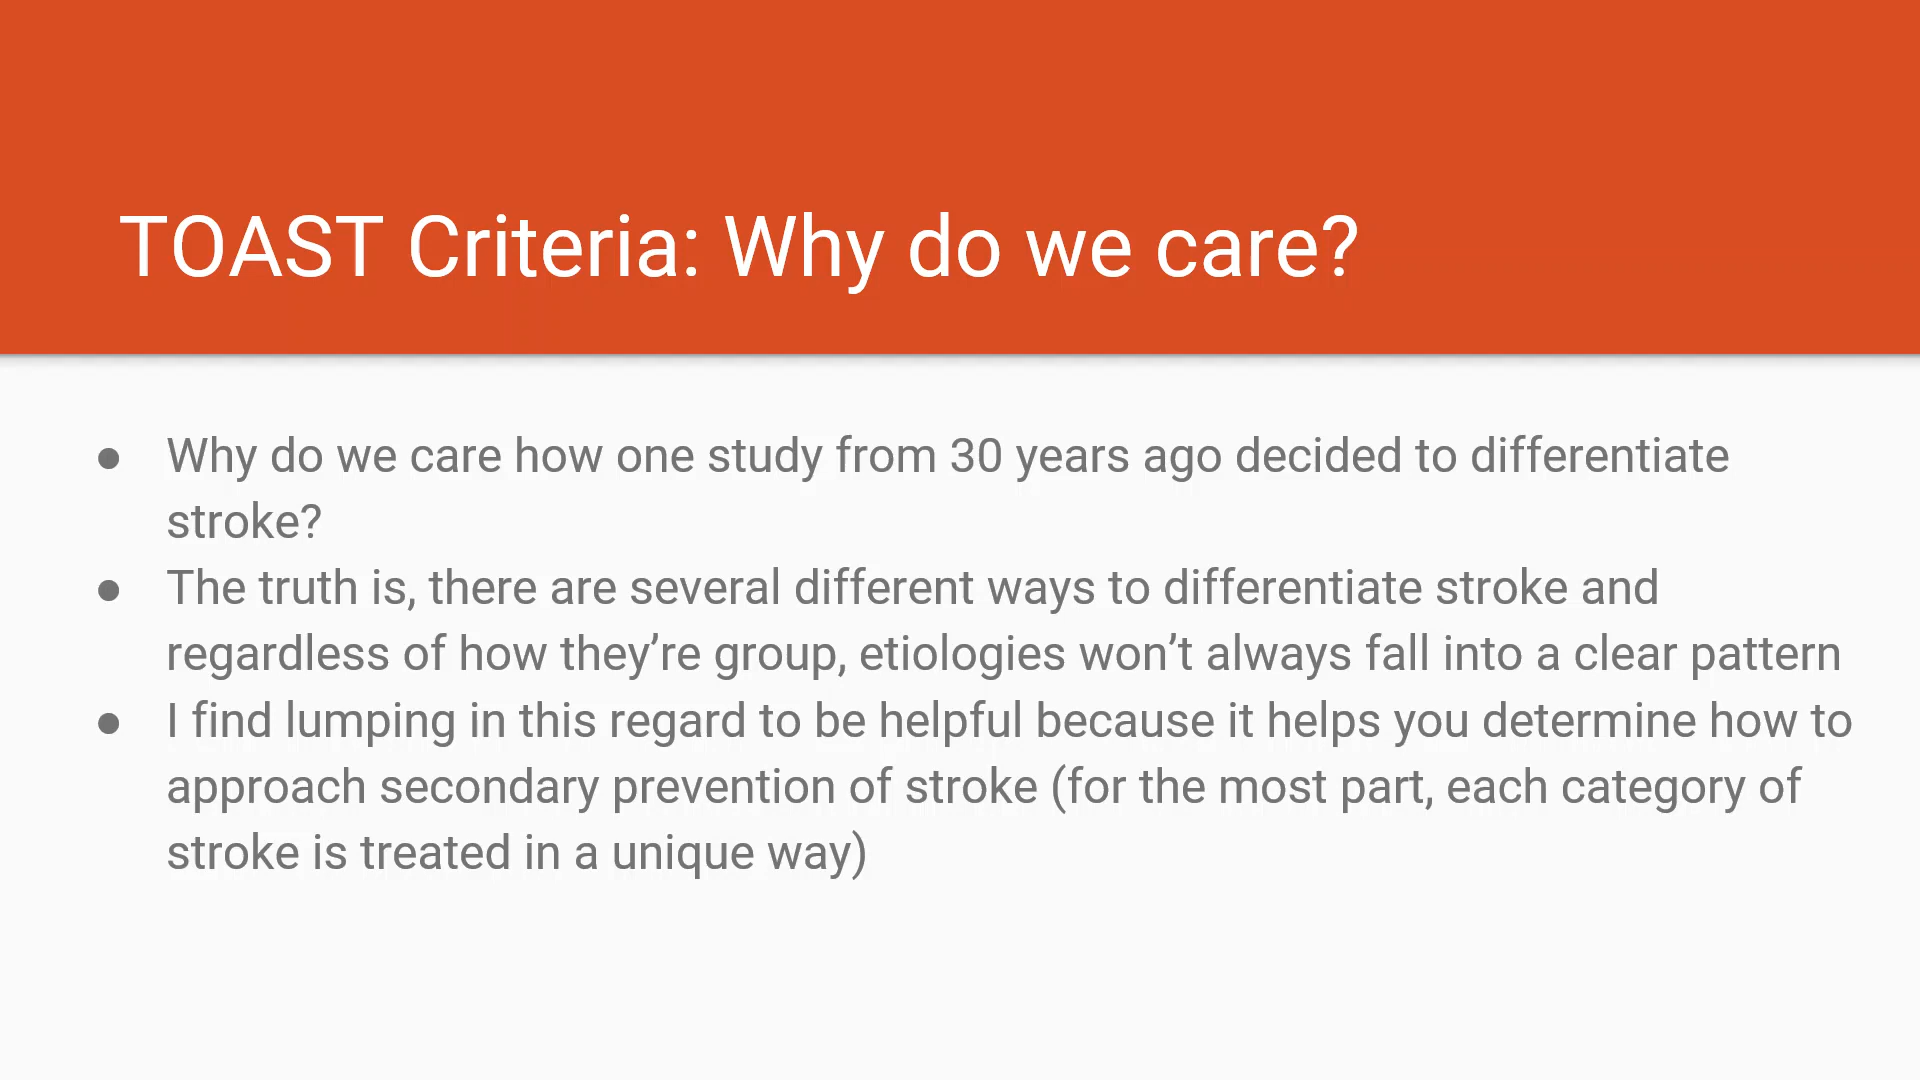 TOAST Criteria: Why do we care?
● Why do we care how one study from 30 years ago decided to differentiate
stroke?
● The truth is, there are several different ways to differentiate stroke and
regardless of how they’re group, etiologies won’t always fall into a clear pattern
● I find lumping in this regard to be helpful because it helps you determine how to
approach secondary prevention of stroke (for the most part, each category of
stroke is treated in a unique way)